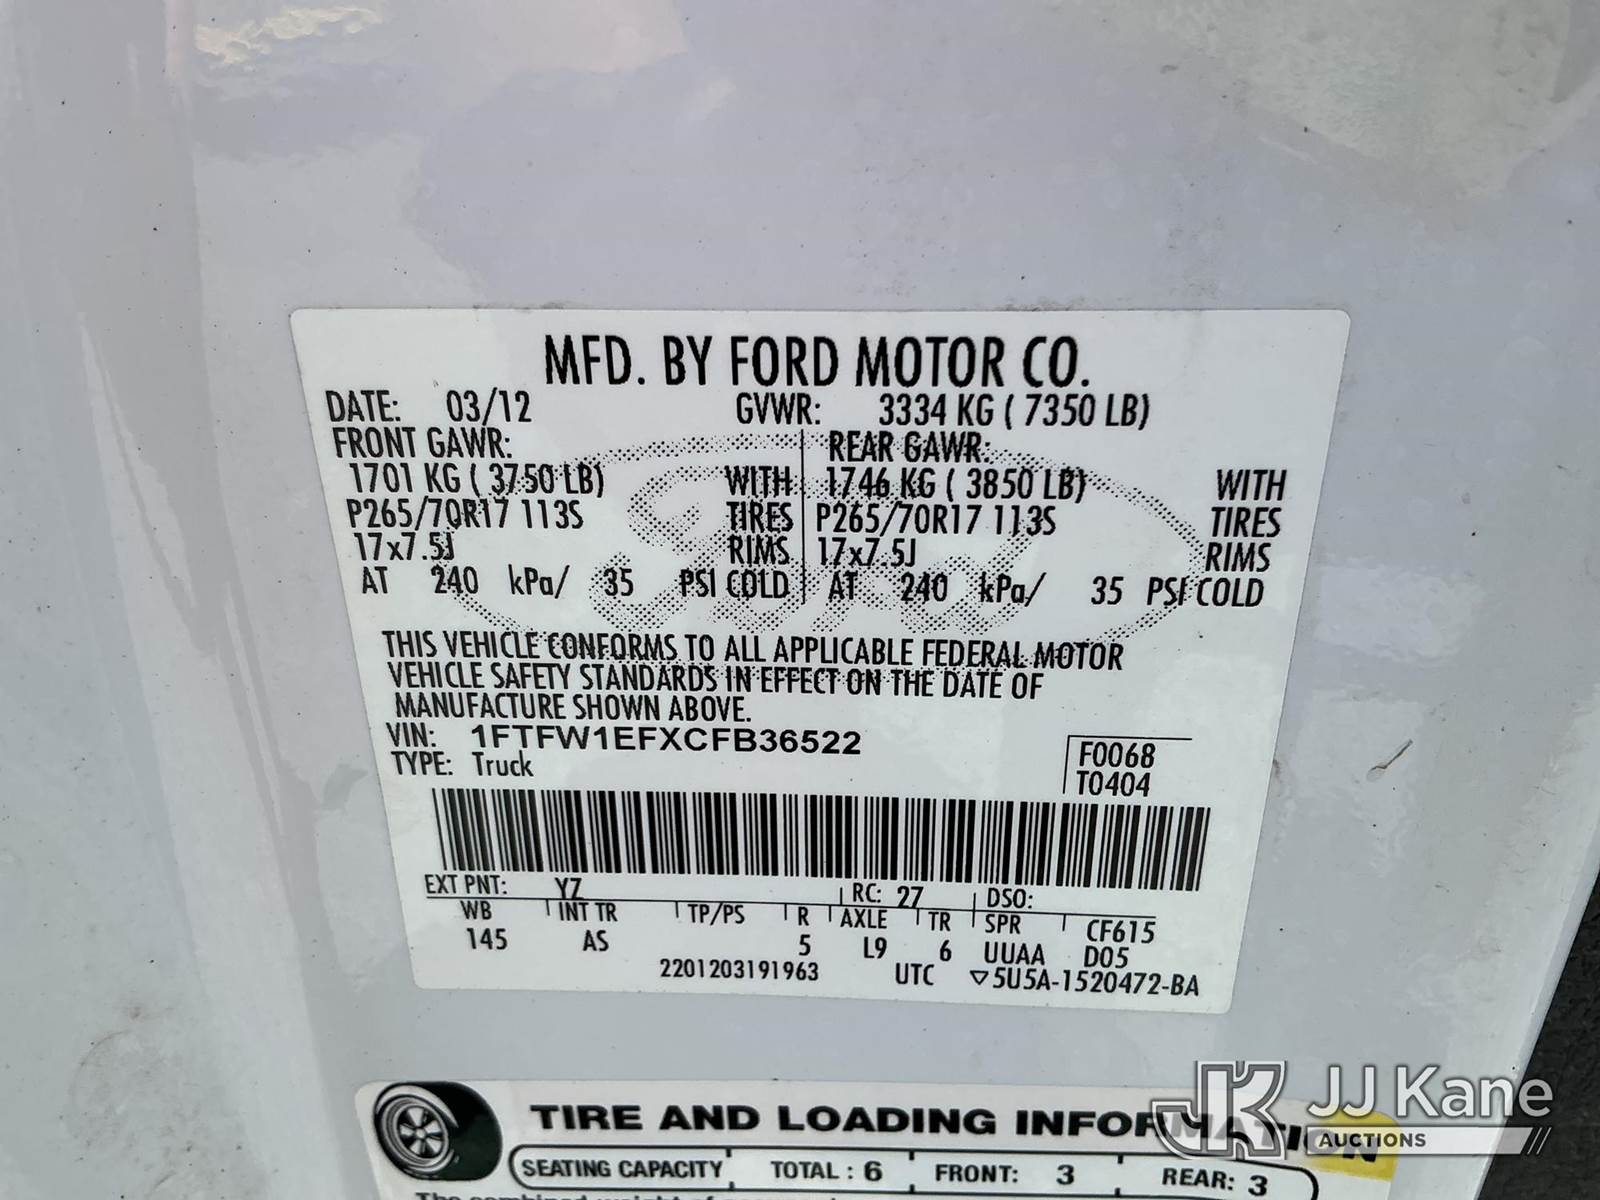 MFD. BY FORD MOTOR CO.
DATE: 03/12 GVWR: 3334 KG ( 7350 LB)
FRONT GAWR: REAR GAWR:
1701 KG ( 3750 LB) WITH 1746 KG ( 3850 LB) WITH
P265/70R17 113S TIRES P265/70R17 113S TIRES
17x7.5J RIMS 17x7.5J RIMS
AT 240 kPa/ 35 PSI COLD AT 240 kPa/ 35 PSI COLD
Ford
THIS VEHICLE CONFORMS TO ALL APPLICABLE FEDERAL MOTOR
VEHICLE SAFETY STANDARDS IN EFFECT ON THE DATE OF
MANUFACTURE SHOWN ABOVE.
VIN: 1FTFW1EFXCFB36522
TYPE: Truck
F0068
T0404
EXT PNT: YZ RC: 27 DSO:
WB INT TR TP/PS R AXLE TR SPR CF615
145 AS 5 L9 6 UUAA D05
2201203191963 UTC ▽5U5A-1520472-BA
TIRE AND LOADING INFORMATION
SEATING CAPACITY TOTAL : 6 FRONT: 3 REAR: 3
JK JJ Kane
AUCTIONS